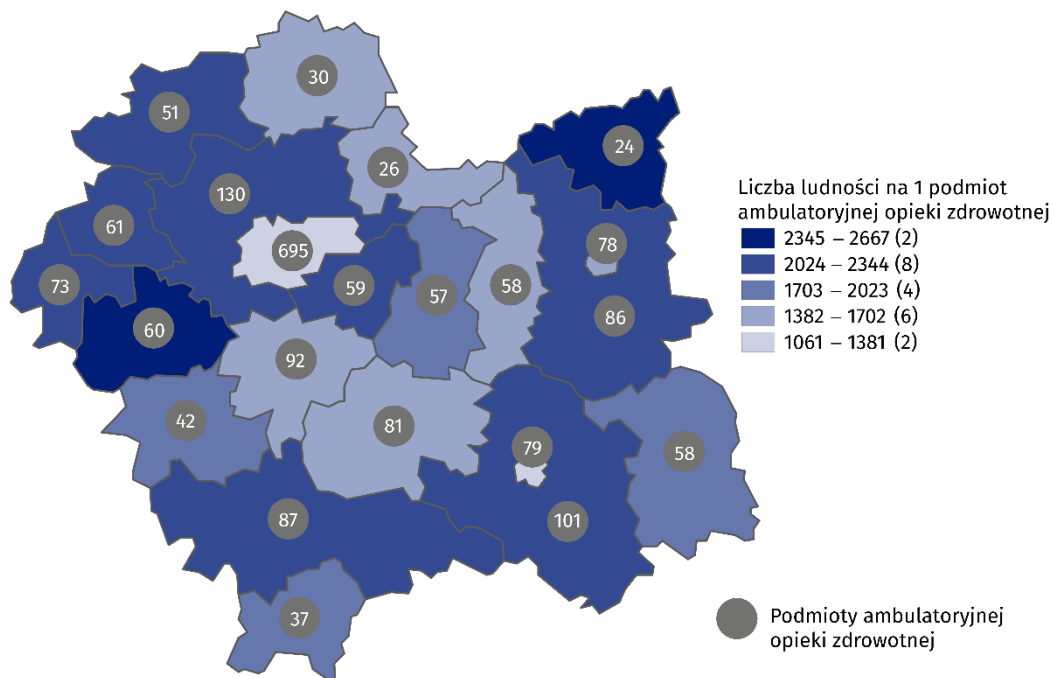 30
51
24
26
130
61
695
78
73
59
57
58
86
60
92
42
81
79
58
87
101
37
Liczba ludności na 1 podmiot
ambulatoryjnej opieki zdrowotnej
2345 – 2667 (2)
2024 – 2344 (8)
1703 – 2023 (4)
1382 – 1702 (6)
1061 – 1381 (2)
Podmioty ambulatoryjnej
opieki zdrowotnej